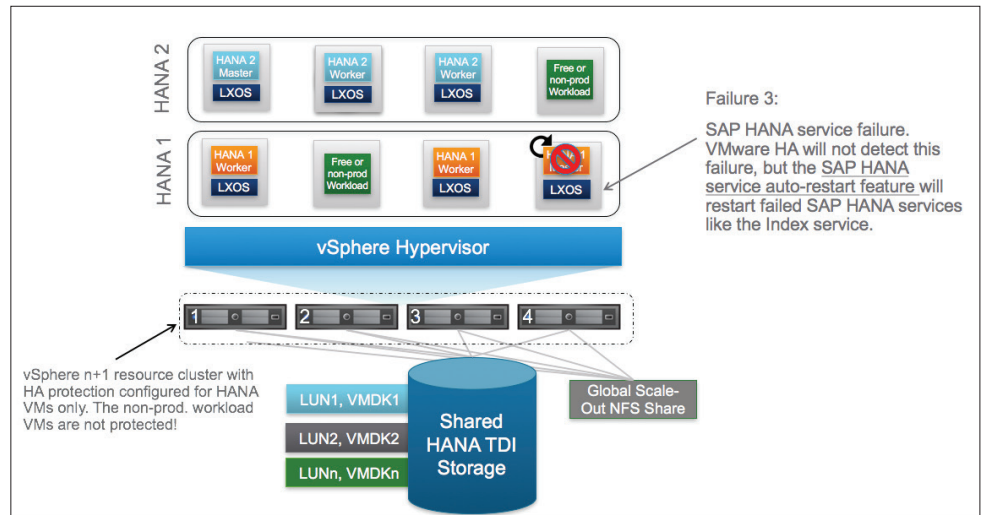 HANA 2
HANA 2
Master
LXOS
HANA 2
Worker
LXOS
HANA 2
Worker
LXOS
Free or
non-prod
Workload
HANA 1
HANA 1
Worker
LXOS
Free or
non-prod
Workload
HANA 1
Worker
LXOS
LXOS
Failure 3:
SAP HANA service failure.
VMware HA will not detect this
failure, but the SAP HANA
service auto-restart feature will
restart failed SAP HANA services
like the Index service.
vSphere Hypervisor
1
2
3
4
vSphere n+1 resource cluster with
HA protection configured for HANA
VMs only. The non-prod. workload
VMs are not protected!
LUN1, VMDK1
LUN2, VMDK2
LUNn, VMDKn
Shared
HANA TDI
Storage
Global Scale-
Out NFS Share